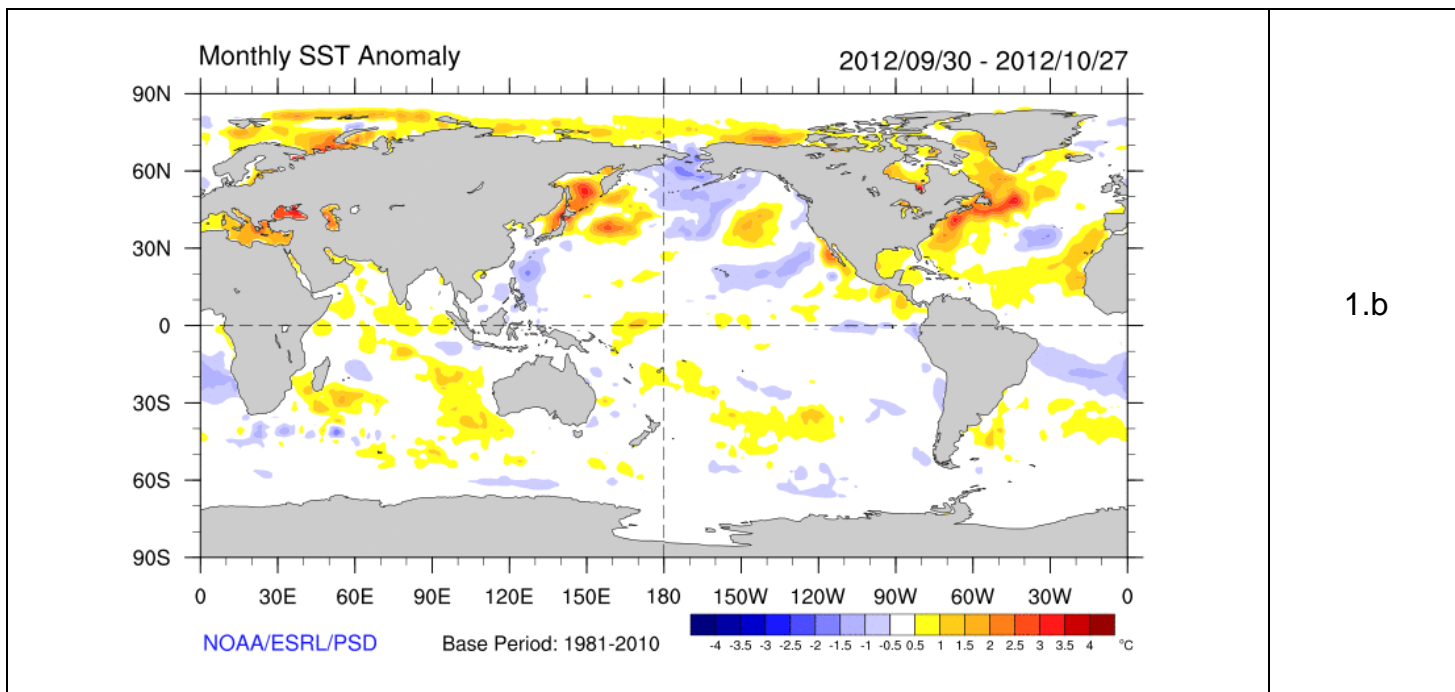 Monthly SST Anomaly 2012/09/30 - 2012/10/27
90N
60N
30N
0
30S
60S
90S
0 30E 60E 90E 120E 150E 180 150W 120W 90W 60W 30W 0
NOAA/ESRL/PSD Base Period: 1981-2010
-4 -3.5 -3 -2.5 -2 -1.5 -1 -0.5 0.5 1 1.5 2 2.5 3 3.5 4 °C
1.b